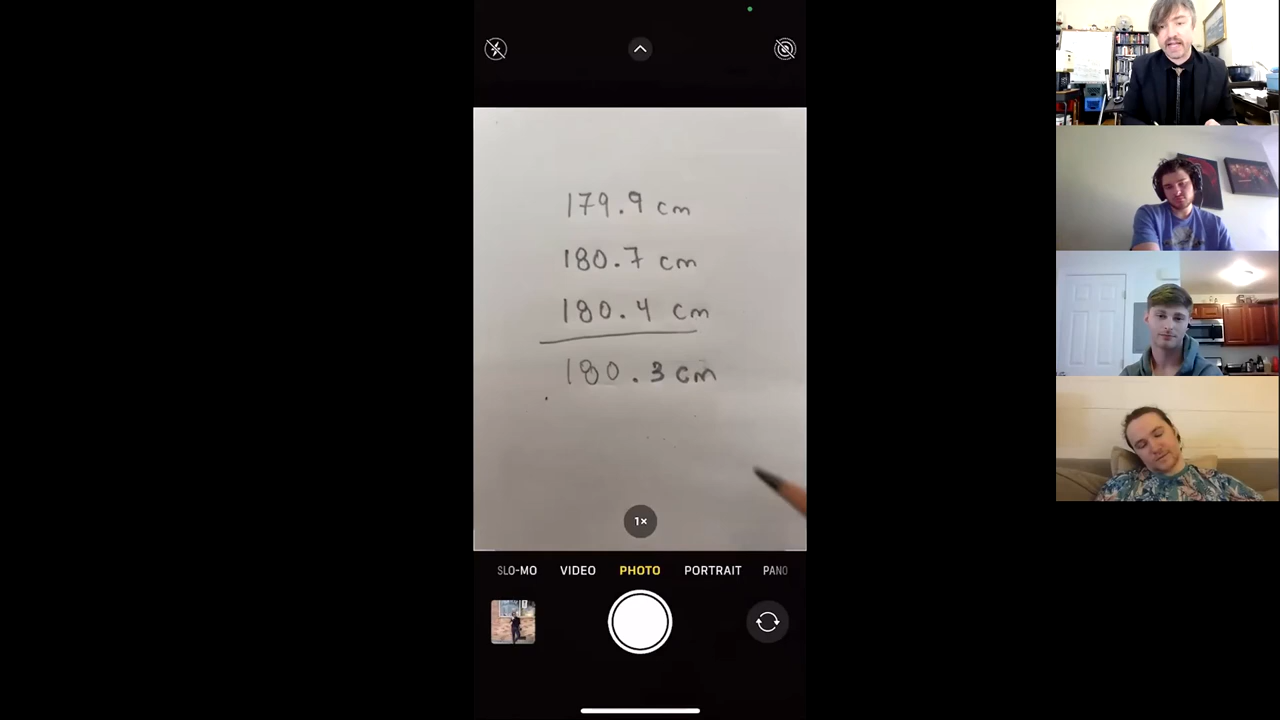 179.9 cm
180.7 cm
180.4 cm
180.3 cm
1×
SLO-MO
VIDEO
PHOTO
PORTRAIT
PANO